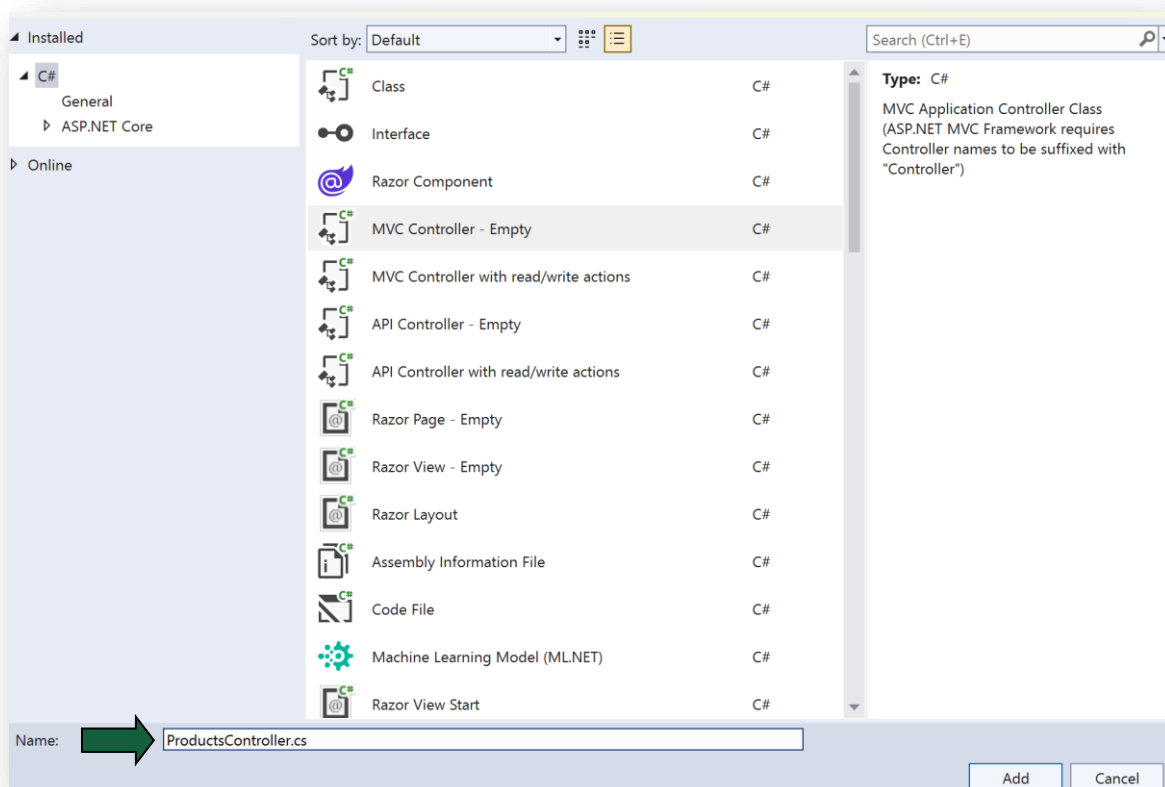 Installed
Sort by: Default
Search (Ctrl+E)
C#
General
ASP.NET Core
Online
Class C#
Interface C#
Razor Component C#
MVC Controller - Empty C#
MVC Controller with read/write actions C#
API Controller - Empty C#
API Controller with read/write actions C#
Razor Page - Empty C#
Razor View - Empty C#
Razor Layout C#
Assembly Information File C#
Code File C#
Machine Learning Model (ML.NET) C#
Razor View Start C#
Type: C#
MVC Application Controller Class
(ASP.NET MVC Framework requires
Controller names to be suffixed with
"Controller")
Name: ProductsController.cs
Add Cancel